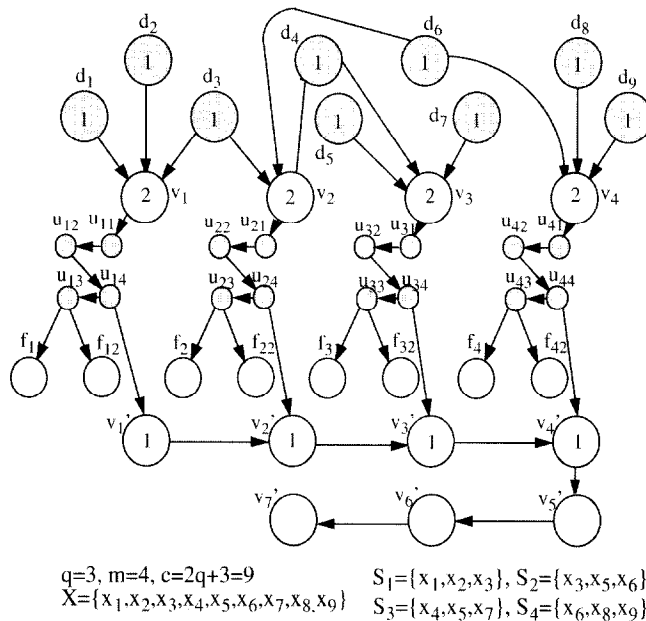 d2 d4 d6 d8
1 1 1 1
d1 d3 d7 d9
1 1 1 1 1
d5
2 v1 2 v2 2 v3 2 v4
u12 u11 u22 u21 u32 u31 u42 u41
u13 u14 u23 u24 u33 u34 u43 u44
f1 f12 f2 f22 f3 f32 f4 f42
v1' v2' v3' v4'
1 1 1 1
v7' v6' v5'
q=3, m=4, c=2q+3=9
X={x1,x2,x3,x4,x5,x6,x7,x8,x9}
S1={x1,x2,x3}, S2={x3,x5,x6}
S3={x4,x5,x7}, S4={x6,x8,x9}